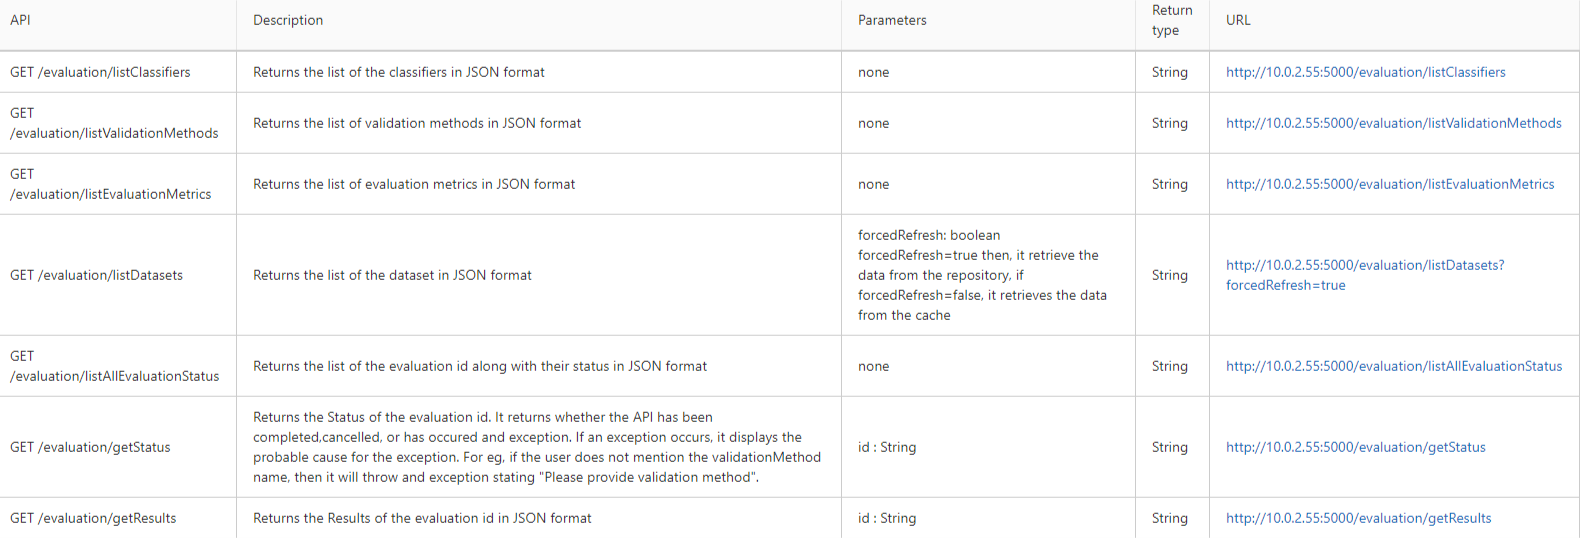 API Description Parameters Return type URL
GET /evaluation/listClassifiers Returns the list of the classifiers in JSON format none String http://10.0.2.55:5000/evaluation/listClassifiers
GET
/evaluation/listValidationMethods
Returns the list of validation methods in JSON format none String http://10.0.2.55:5000/evaluation/listValidationMethods
GET
/evaluation/listEvaluationMetrics
Returns the list of evaluation metrics in JSON format none String http://10.0.2.55:5000/evaluation/listEvaluationMetrics
GET /evaluation/listDatasets
Returns the list of the dataset in JSON format
forcedRefresh: boolean
forcedRefresh=true then, it retrieve the
data from the repository, if
forcedRefresh=false, it retrieves the data
from the cache
String
http://10.0.2.55:5000/evaluation/listDatasets?
forcedRefresh=true
GET
/evaluation/listAllEvaluationStatus
Returns the list of the evaluation id along with their status in JSON format none String http://10.0.2.55:5000/evaluation/listAllEvaluationStatus
GET /evaluation/getStatus
Returns the Status of the evaluation id. It returns whether the API has been
completed,cancelled, or has occured and exception. If an exception occurs, it displays the
probable cause for the exception. For eg, if the user does not mention the validationMethod
name, then it will throw and exception stating "Please provide validation method".
id : String
String
http://10.0.2.55:5000/evaluation/getStatus
GET /evaluation/getResults Returns the Results of the evaluation id in JSON format id : String String http://10.0.2.55:5000/evaluation/getResults